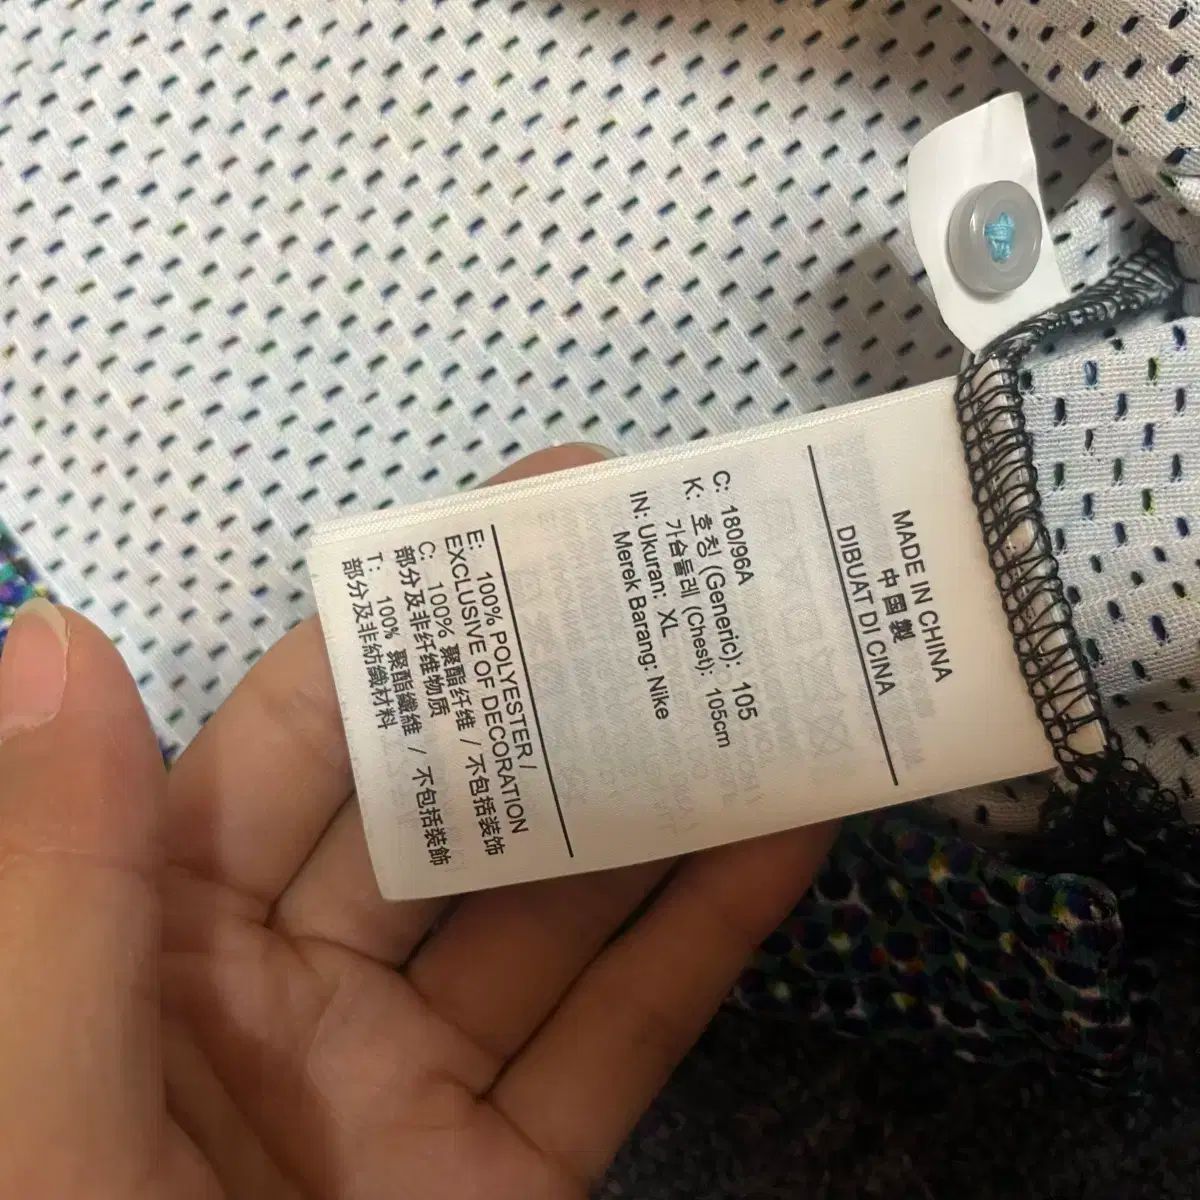 MADE IN CHINA
中國製
DIBUAT DI CINA
C: 180/96A
K: 호칭 (Generic): 105
가슴둘레 (Chest): 105cm
IN: Ukuran: XL
Merek Barang: Nike
E: 100% POLYESTER /
EXCLUSIVE OF DECORATION
C: 100% 聚酯纤维 / 不包括装饰
部分及非纤维物质
T: 100% 聚酯纖維 / 不包括裝飾
部分及非紡織材料